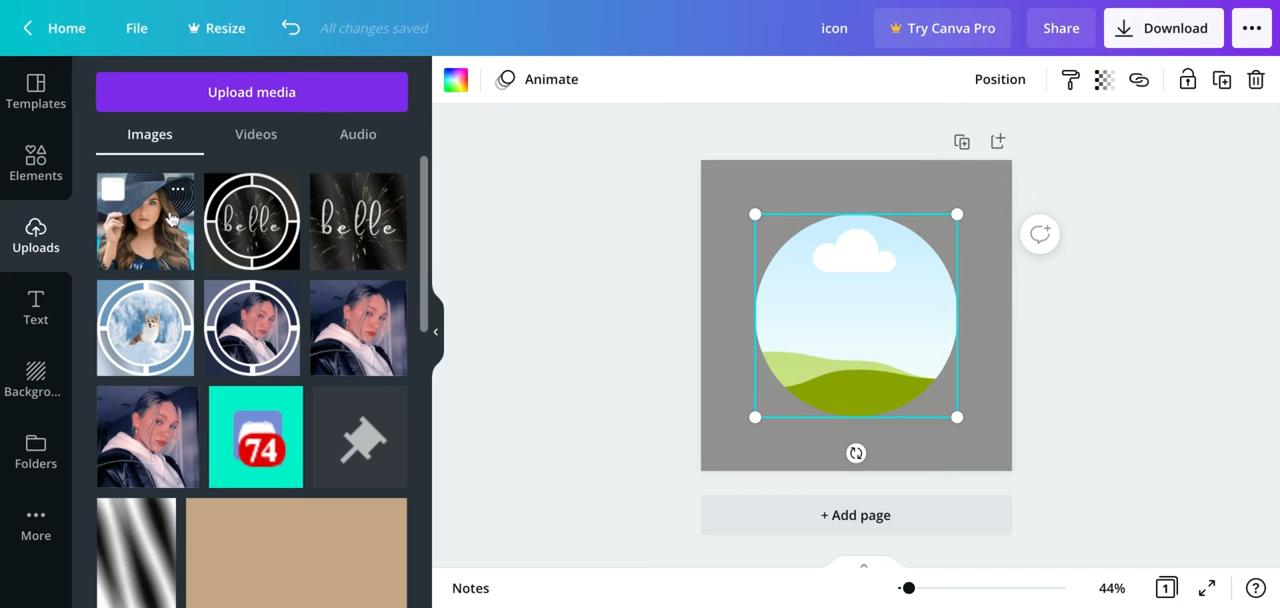 Home
File
Resize
All changes saved
icon
Try Canva Pro
Share
Download
Templates
Elements
Uploads
Text
Backgro...
Folders
More
Upload media
Images
Videos
Audio
belle
belle
74
Animate
Position
+ Add page
Notes
44%
1
?